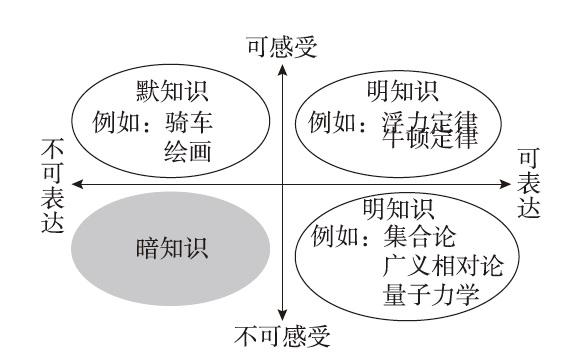 可感受
默知识
例如：骑车
绘画
明知识
例如：浮力定律
牛顿定律
不可表达
可表达
暗知识
明知识
例如：集合论
广义相对论
量子力学
不可感受